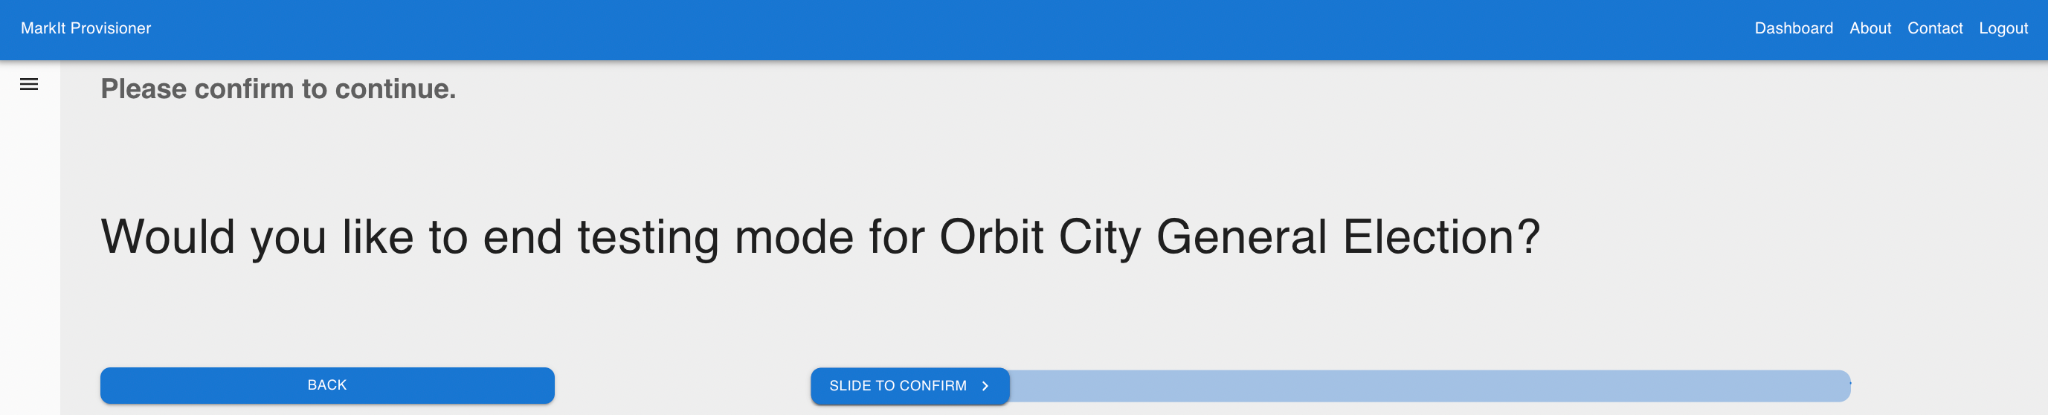 MarkIt Provisioner
Dashboard About Contact Logout
Please confirm to continue.
Would you like to end testing mode for Orbit City General Election?
BACK
SLIDE TO CONFIRM